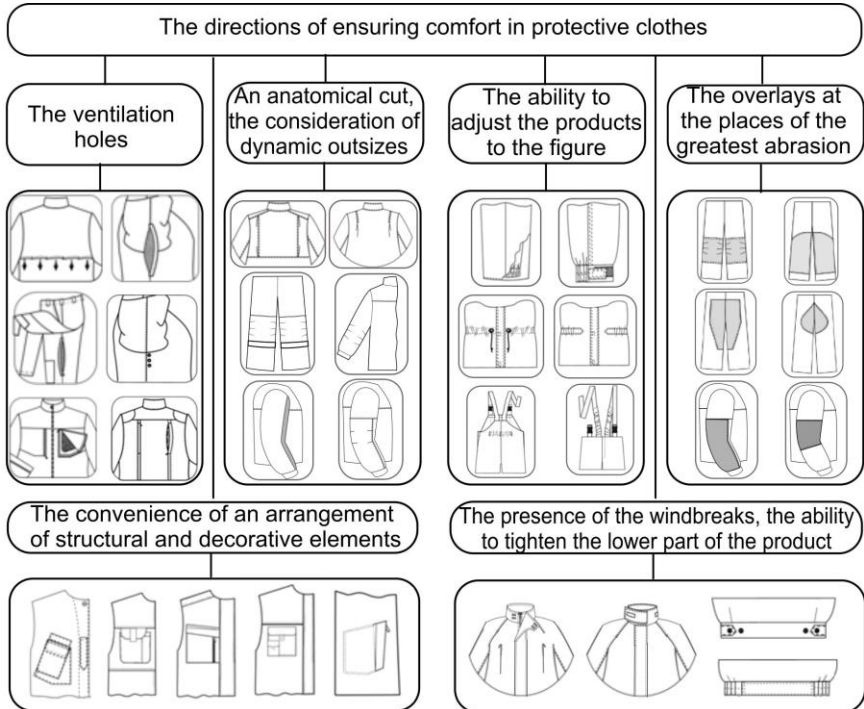 The directions of ensuring comfort in protective clothes
The ventilation
holes
An anatomical cut,
the consideration of
dynamic outsizes
The ability to
adjust the products
to the figure
The overlays at
the places of the
greatest abrasion
The convenience of an arrangement
of structural and decorative elements
The presence of the windbreaks, the ability
to tighten the lower part of the product